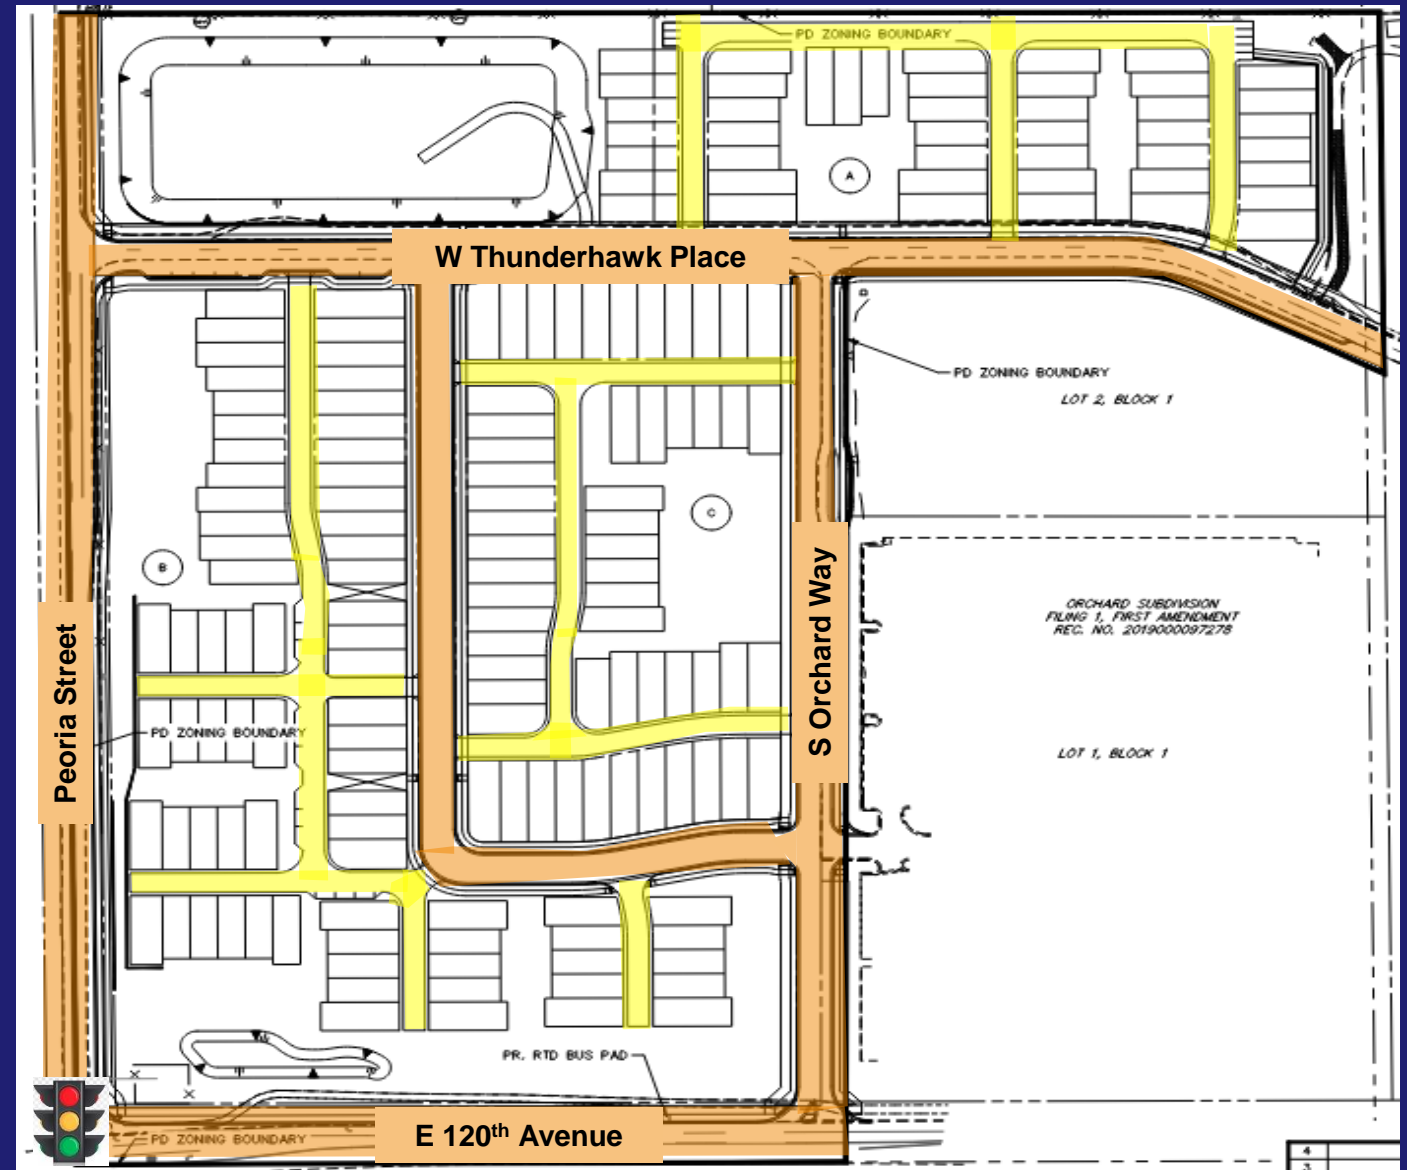 PD ZONING BOUNDARY
A
W Thunderhawk Place
PD ZONING BOUNDARY
LOT 2, BLOCK 1
C
B
S Orchard Way
ORCHARD SUBDIVISION
FILING 1, FIRST AMENDMENT
REC. NO. 2019000097278
Peoria Street
PD ZONING BOUNDARY
LOT 1, BLOCK 1
PR. RTD BUS PAD
E 120th Avenue
PD ZONING BOUNDARY
4
3